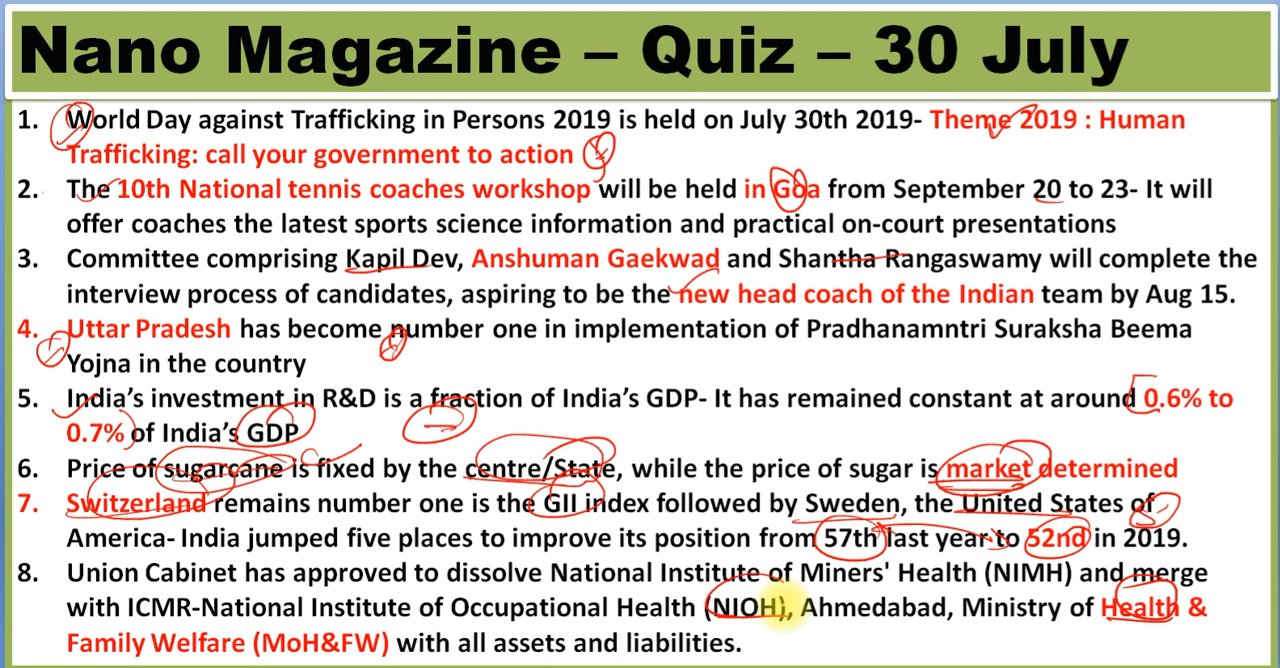 Nano Magazine – Quiz – 30 July
1. World Day against Trafficking in Persons 2019 is held on July 30th 2019- Theme 2019 : Human
Trafficking: call your government to action
2. The 10th National tennis coaches workshop will be held in Goa from September 20 to 23- It will
offer coaches the latest sports science information and practical on-court presentations
3. Committee comprising Kapil Dev, Anshuman Gaekwad and Shantha Rangaswamy will complete the
interview process of candidates, aspiring to be the new head coach of the Indian team by Aug 15.
4. Uttar Pradesh has become number one in implementation of Pradhanamntri Suraksha Beema
Yojna in the country
5. India's investment in R&D is a fraction of India's GDP- It has remained constant at around 0.6% to
0.7% of India's GDP
6. Price of sugarcane is fixed by the centre/State, while the price of sugar is market determined
7. Switzerland remains number one is the GII index followed by Sweden, the United States of
America- India jumped five places to improve its position from 57th last year to 52nd in 2019.
8. Union Cabinet has approved to dissolve National Institute of Miners' Health (NIMH) and merge
with ICMR-National Institute of Occupational Health (NIOH), Ahmedabad, Ministry of Health &
Family Welfare (MoH&FW) with all assets and liabilities.